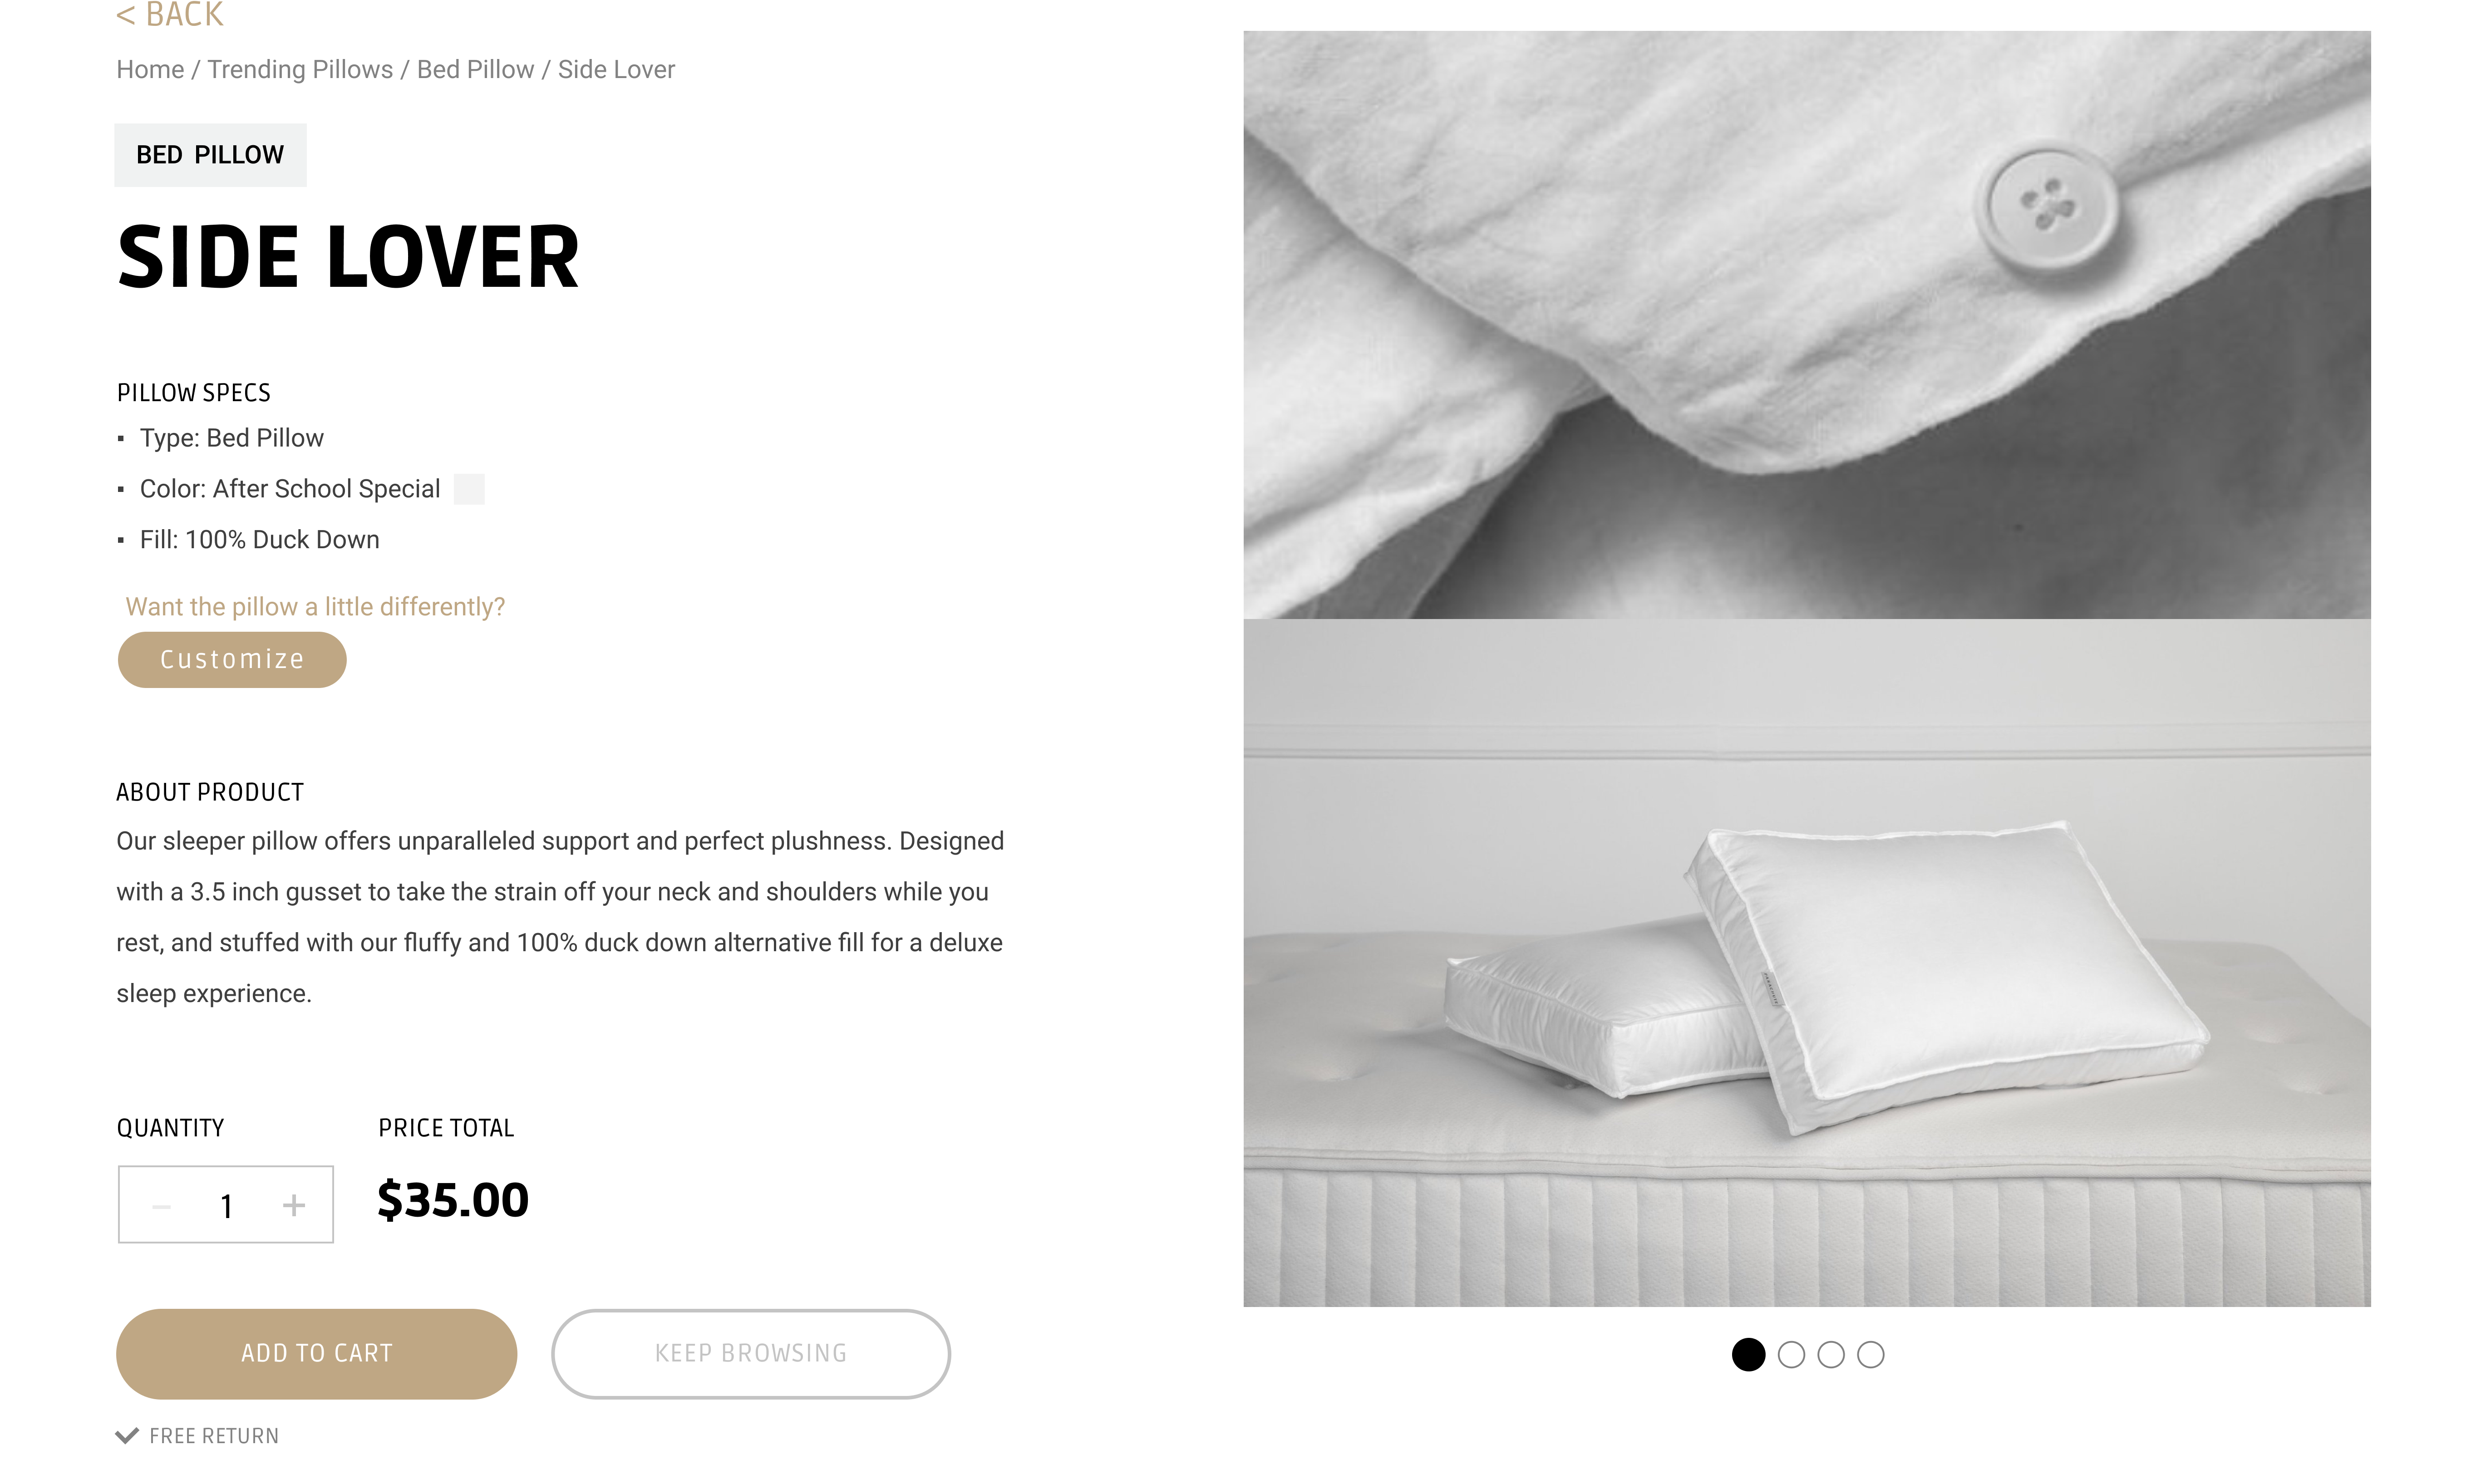 < BACK
Home / Trending Pillows / Bed Pillow / Side Lover
BED PILLOW
SIDE LOVER
PILLOW SPECS
▪ Type: Bed Pillow
▪ Color: After School Special
▪ Fill: 100% Duck Down
Want the pillow a little differently?
Customize
ABOUT PRODUCT
Our sleeper pillow offers unparalleled support and perfect plushness. Designed
with a 3.5 inch gusset to take the strain off your neck and shoulders while you
rest, and stuffed with our fluffy and 100% duck down alternative fill for a deluxe
sleep experience.
QUANTITY
PRICE TOTAL
− 1 +
$35.00
ADD TO CART
KEEP BROWSING
FREE RETURN